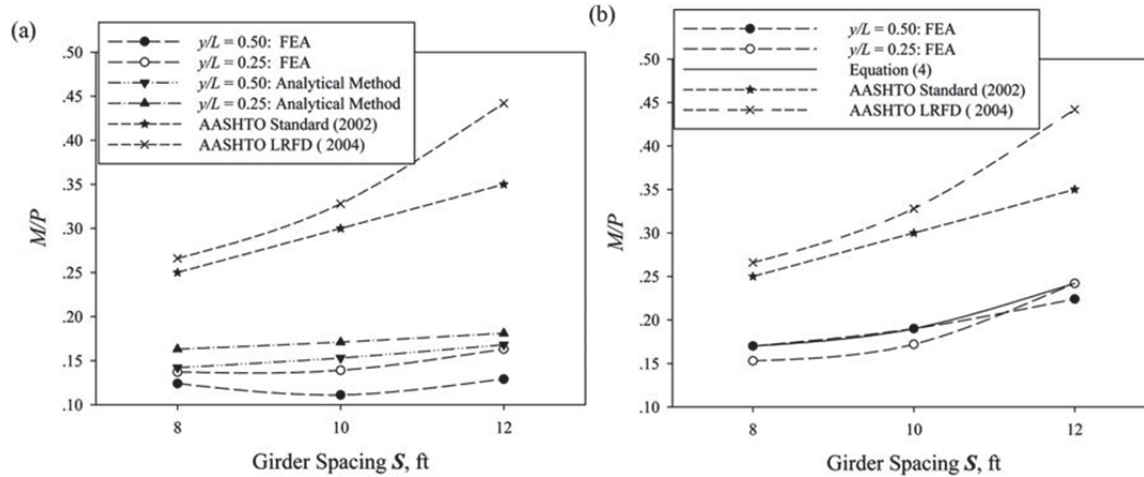 (a)
y/L = 0.50: FEA
y/L = 0.25: FEA
y/L = 0.50: Analytical Method
y/L = 0.25: Analytical Method
AASHTO Standard (2002)
AASHTO LRFD ( 2004)
.50
.45
.40
.35
.30
.25
.20
.15
.10
M/P
8
10
12
Girder Spacing S, ft
(b)
y/L = 0.50: FEA
y/L = 0.25: FEA
Equation (4)
AASHTO Standard (2002)
AASHTO LRFD ( 2004)
.50
.45
.40
.35
.30
.25
.20
.15
.10
M/P
8
10
12
Girder Spacing S, ft